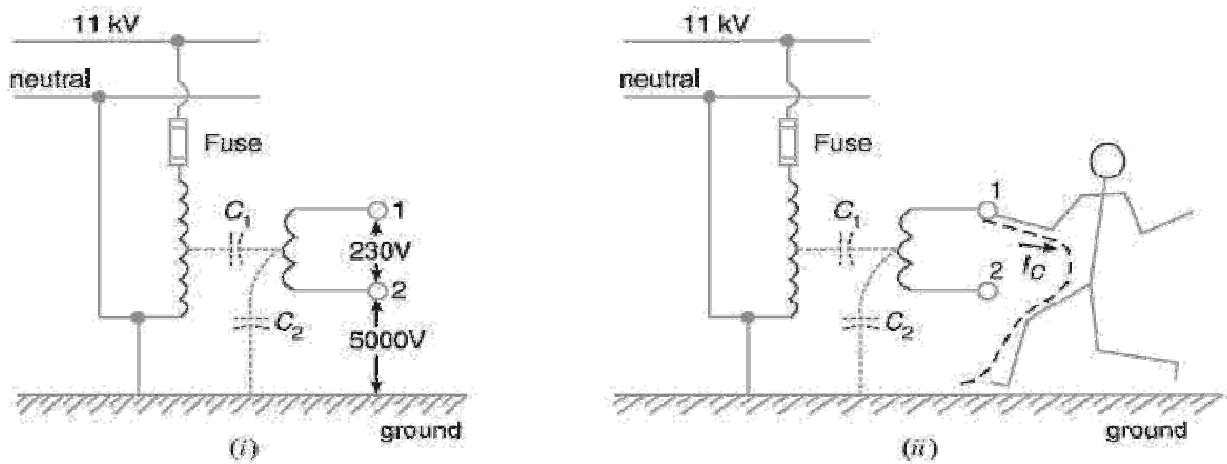 11 kV
neutral
Fuse
C1
1
230V
2
C2
5000V
ground
(i)
11 kV
neutral
Fuse
C1
1
IC
2
C2
ground
(ii)